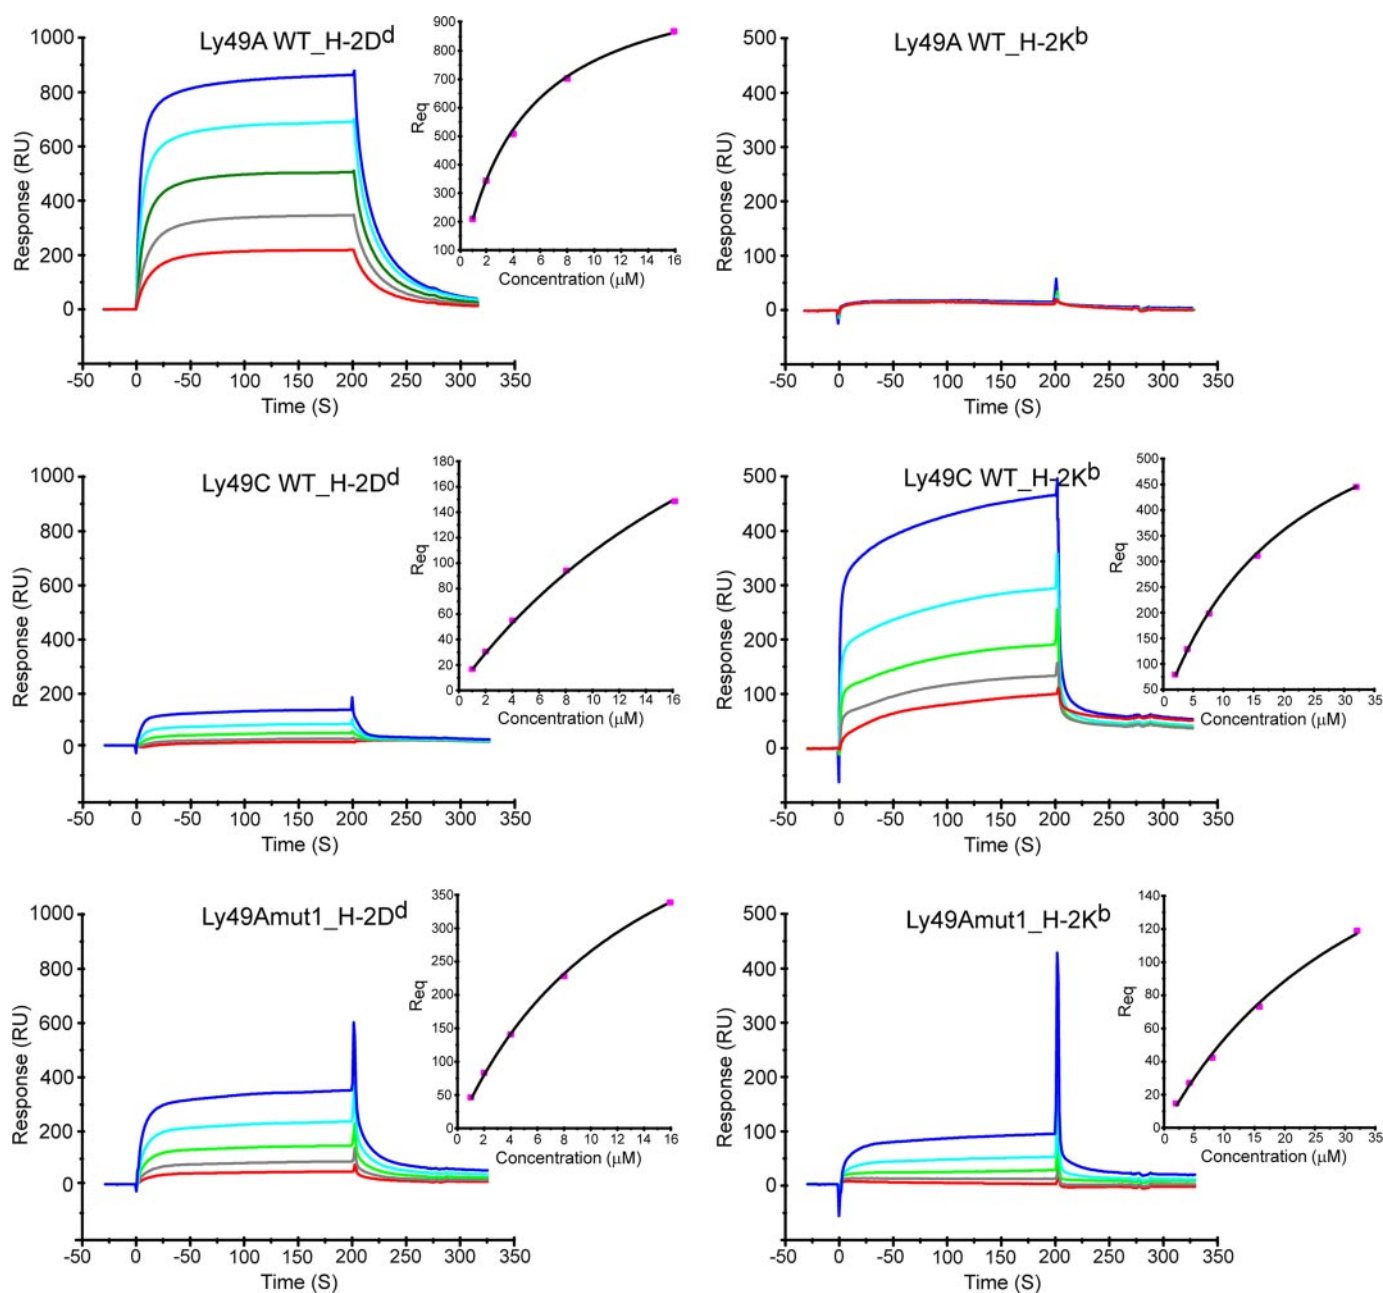 Ly49A WT_H-2Dd
Response (RU)
1000
800
600
400
200
0
-50 0 -50 100 150 200 250 300 350
Time (S)
Req
900
800
700
600
500
400
300
200
100
0 2 4 6 8 10 12 14 16
Concentration (μM)
Ly49A WT_H-2Kb
Response (RU)
500
400
300
200
100
0
-50 0 -50 100 150 200 250 300 350
Time (S)
Ly49C WT_H-2Dd
Response (RU)
1000
800
600
400
200
0
-50 0 -50 100 150 200 250 300 350
Time (S)
Req
180
160
140
120
100
80
60
40
20
0
0 2 4 6 8 10 12 14 16
Concentration (μM)
Ly49C WT_H-2Kb
Response (RU)
500
400
300
200
100
0
-50 0 -50 100 150 200 250 300 350
Time (S)
Req
500
450
400
350
300
250
200
150
100
50
0 5 10 15 20 25 30 35
Concentration (μM)
Ly49Amut1_H-2Dd
Response (RU)
1000
800
600
400
200
0
-50 0 -50 100 150 200 250 300 350
Time (S)
Req
350
300
250
200
150
100
50
0
0 2 4 6 8 10 12 14 16
Concentration (μM)
Ly49Amut1_H-2Kb
Response (RU)
500
400
300
200
100
0
-50 0 -50 100 150 200 250 300 350
Time (S)
Req
140
120
100
80
60
40
20
0
0 5 10 15 20 25 30 35
Concentration (μM)